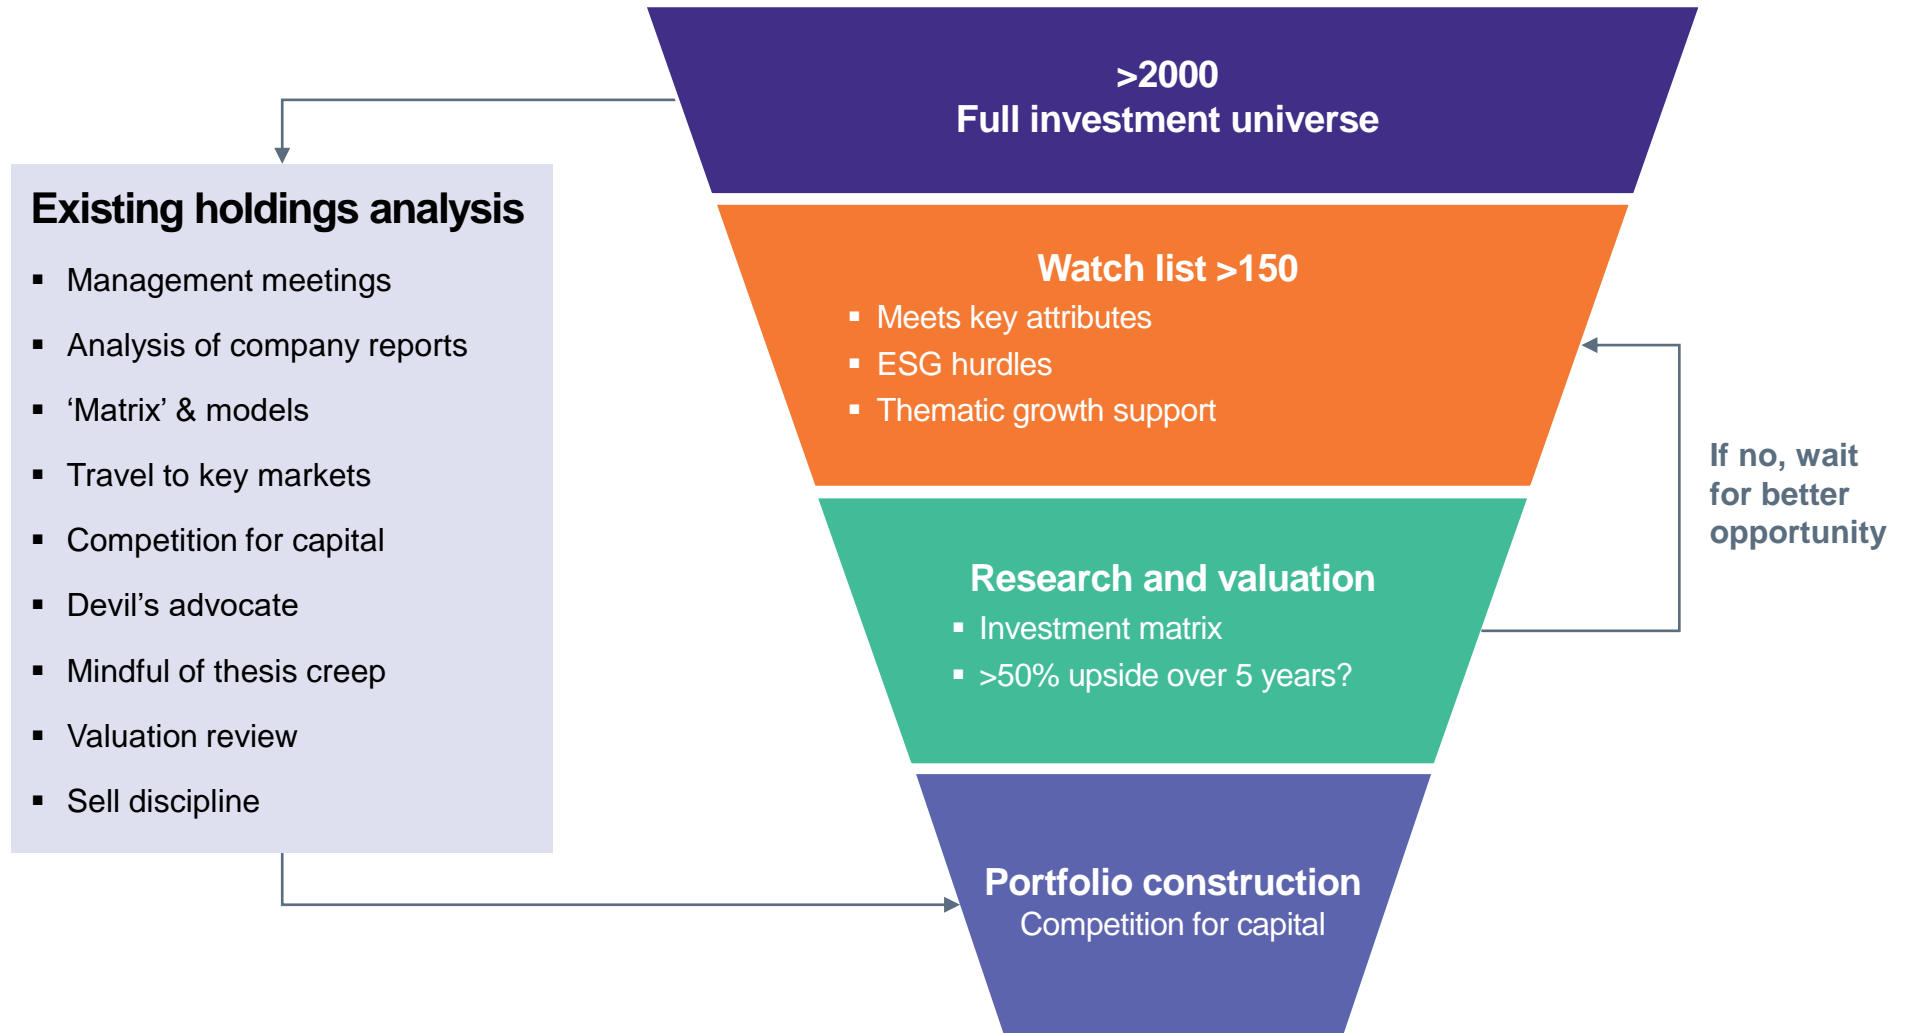 >2000
Full investment universe
Existing holdings analysis
▪ Management meetings
▪ Analysis of company reports
▪ ‘Matrix’ & models
▪ Travel to key markets
▪ Competition for capital
▪ Devil’s advocate
▪ Mindful of thesis creep
▪ Valuation review
▪ Sell discipline
Watch list >150
▪ Meets key attributes
▪ ESG hurdles
▪ Thematic growth support
If no, wait
for better
opportunity
Research and valuation
▪ Investment matrix
▪ >50% upside over 5 years?
Portfolio construction
Competition for capital